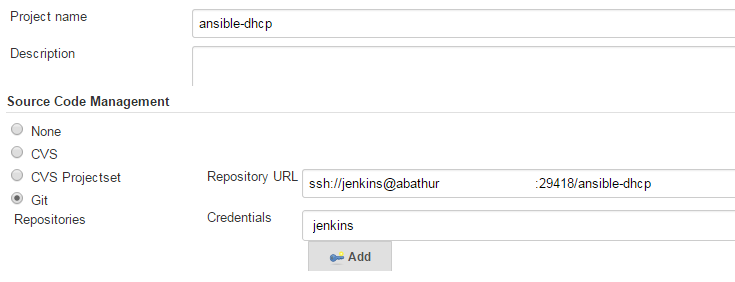 Project name
ansible-dhcp
Description
Source Code Management
None
CVS
CVS Projectset
Git
Repositories
Repository URL
ssh://jenkins@abathur :29418/ansible-dhcp
Credentials
jenkins
Add